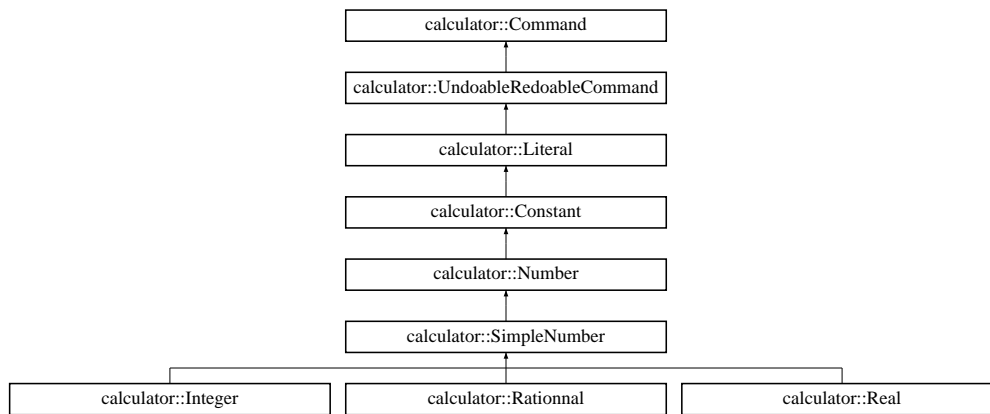 calculator::Command
calculator::UndoableRedoableCommand
calculator::Literal
calculator::Constant
calculator::Number
calculator::SimpleNumber
calculator::Integer
calculator::Rationnal
calculator::Real